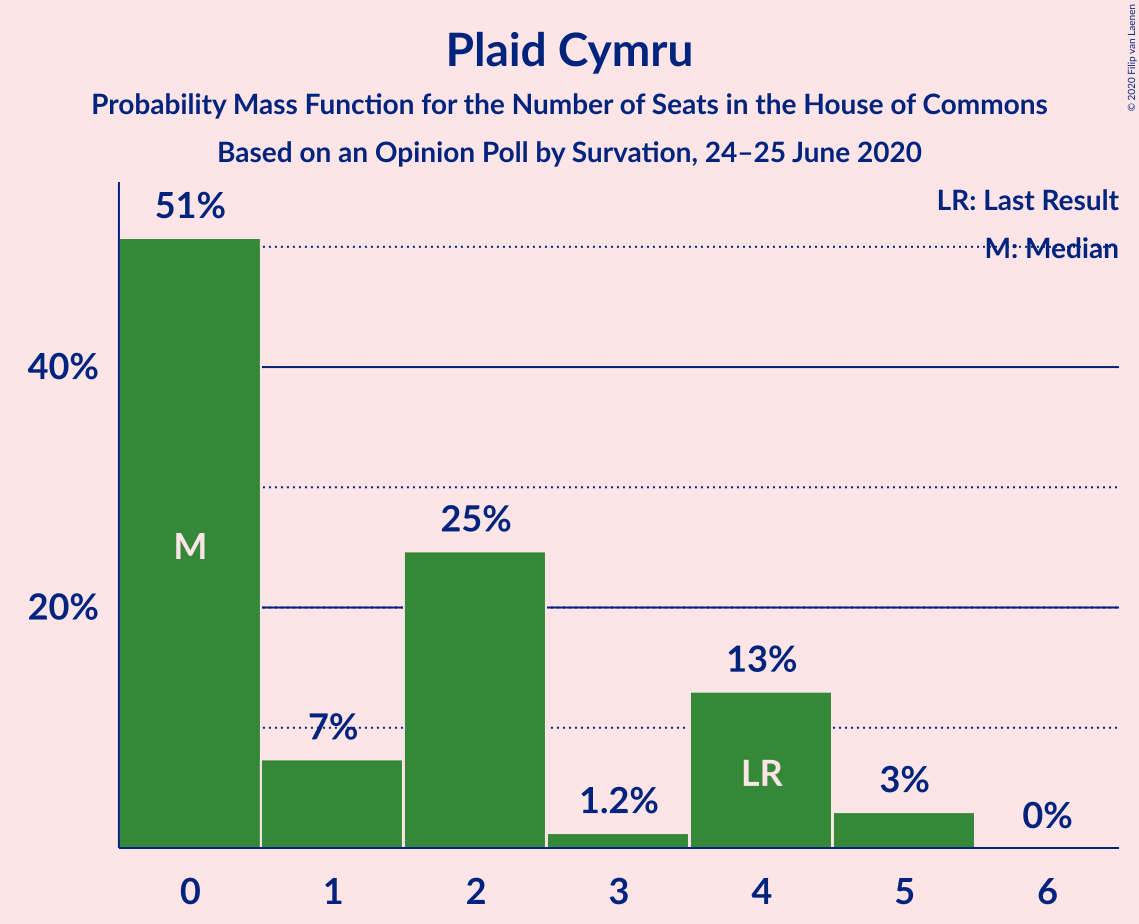 Plaid Cymru
Probability Mass Function for the Number of Seats in the House of Commons
Based on an Opinion Poll by Survation, 24–25 June 2020
© 2020 Filip van Laenen
LR: Last Result
M: Median
51%
40%
20%
M
7%
25%
1.2%
13%
LR
3%
0%
0 1 2 3 4 5 6